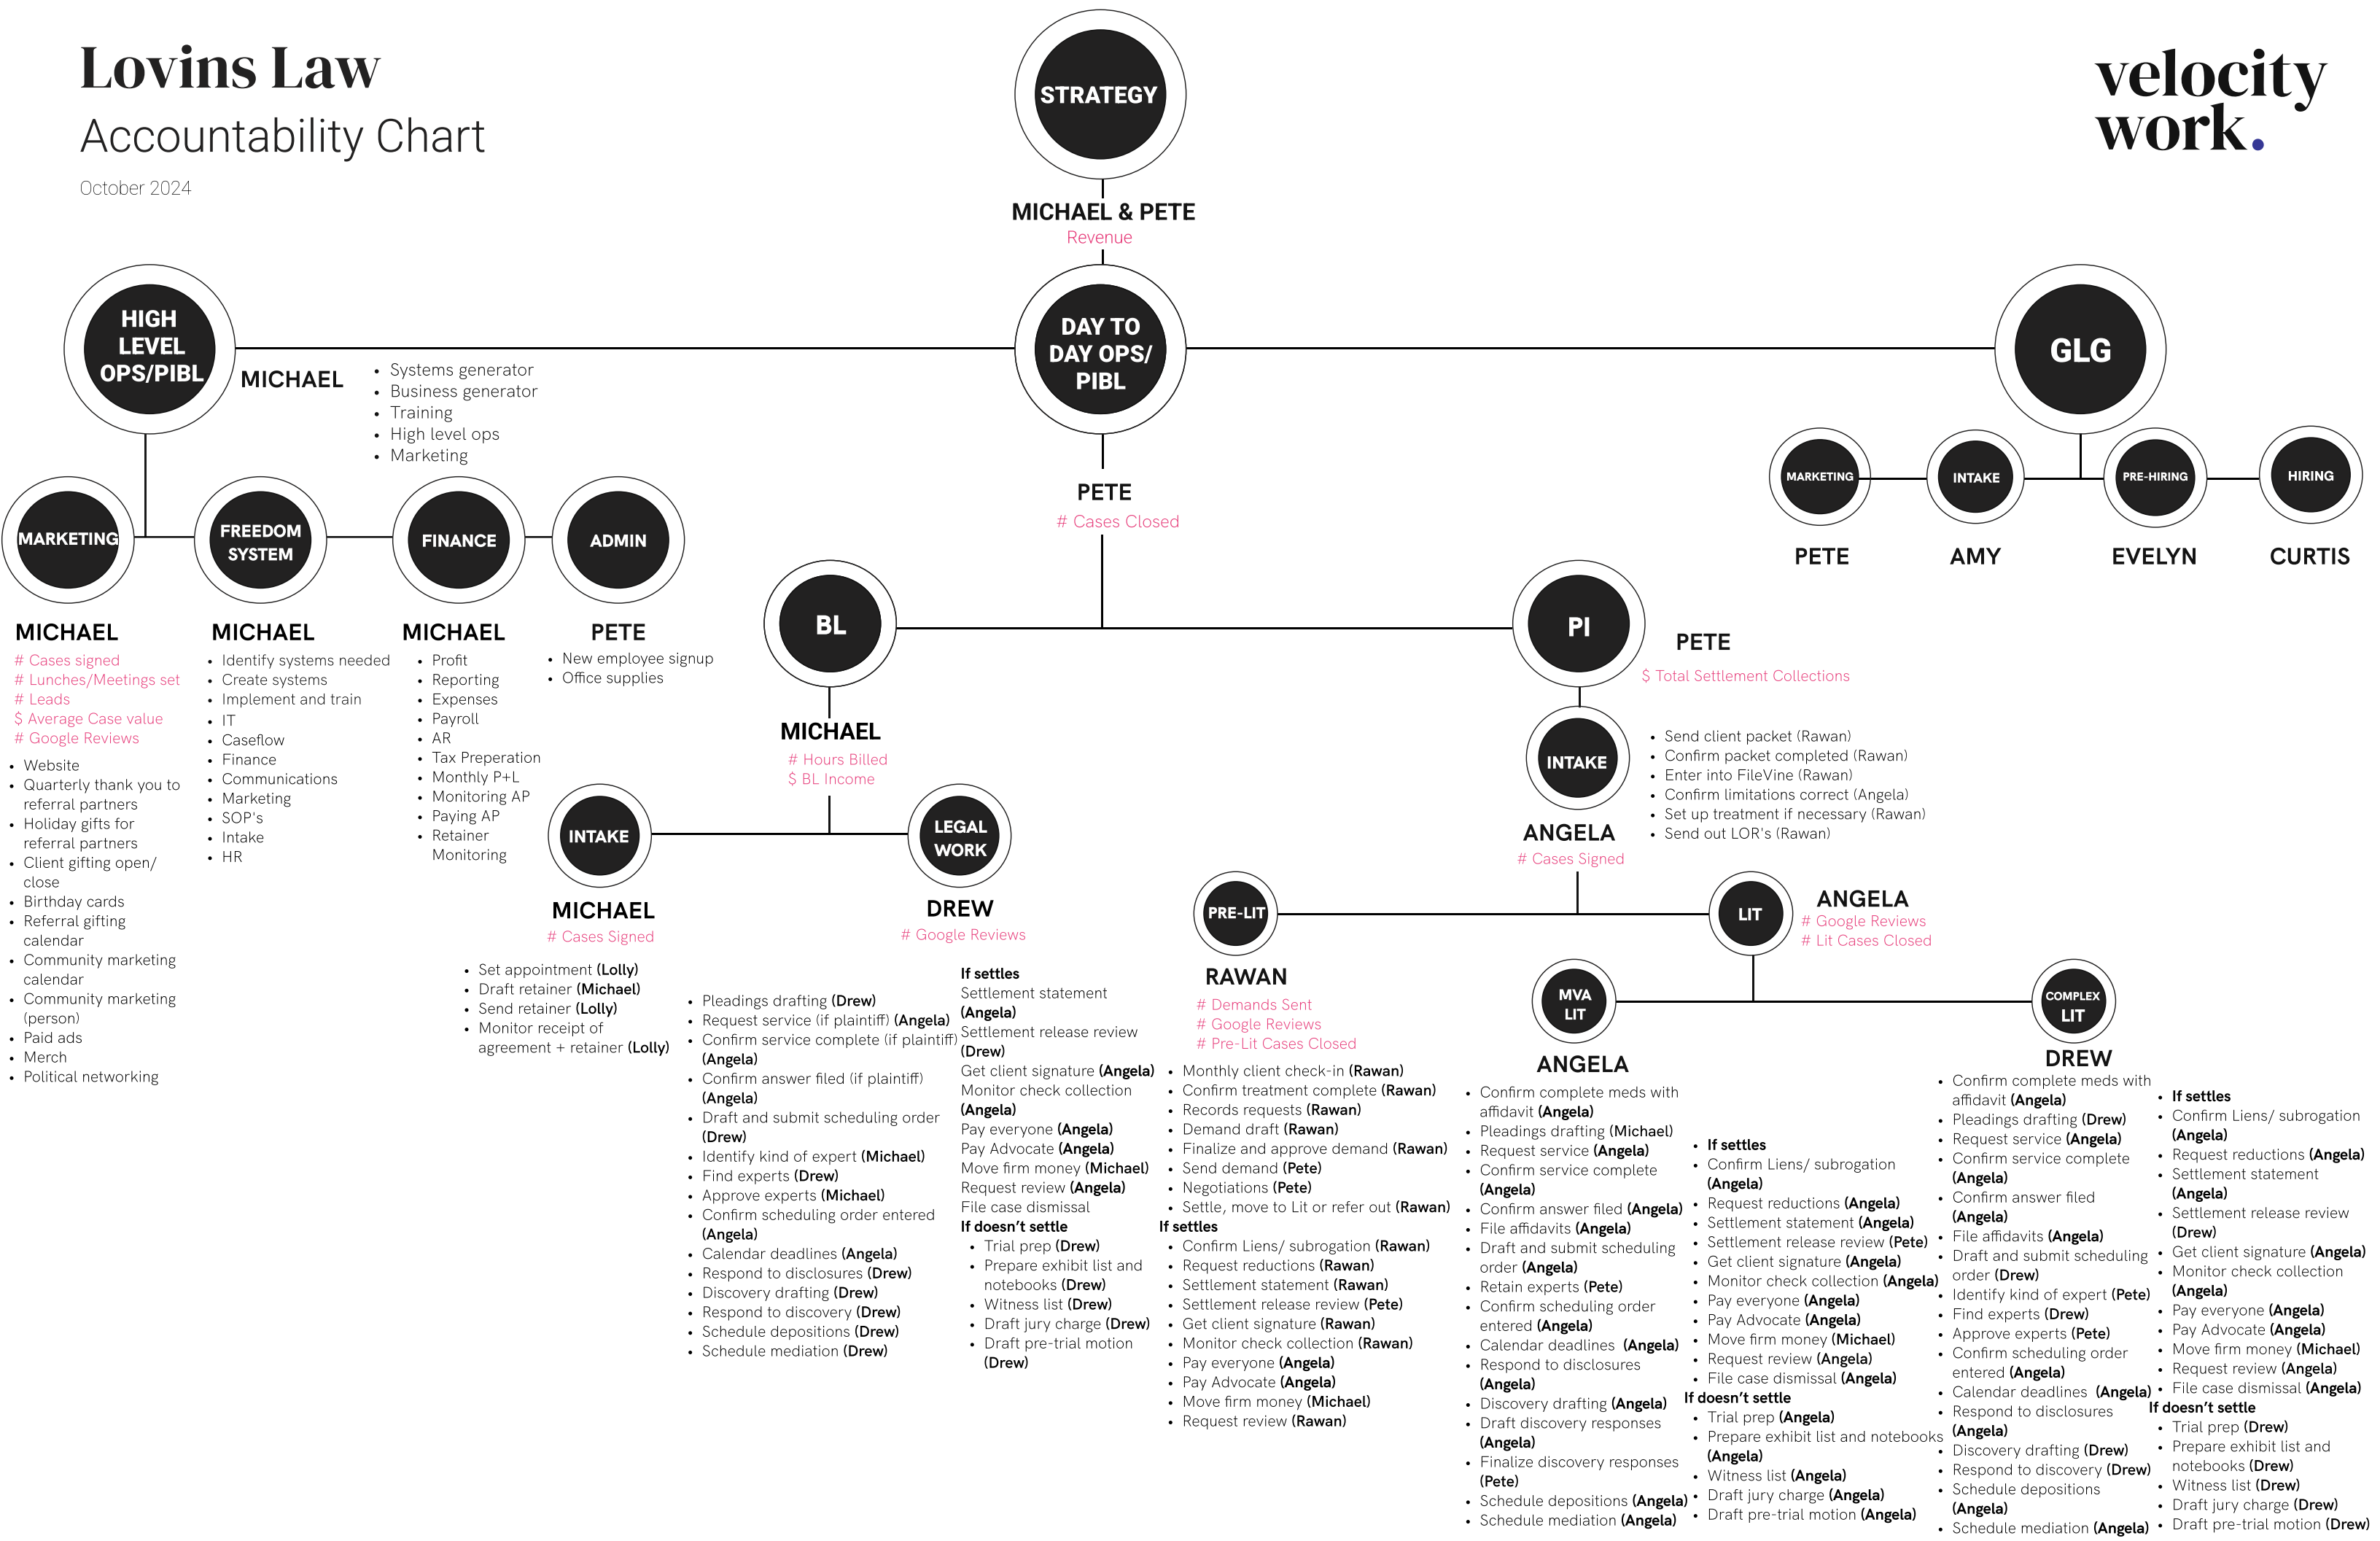 Lovins Law
Accountability Chart
October 2024
velocity
work.
STRATEGY
MICHAEL & PETE
Revenue
HIGH
LEVEL
OPS/PIBL
MICHAEL
• Systems generator
• Business generator
• Training
• High level ops
• Marketing
DAY TO
DAY OPS/
PIBL
PETE
# Cases Closed
GLG
MARKETING
PETE
INTAKE
AMY
PRE-HIRING
EVELYN
HIRING
CURTIS
MARKETING
MICHAEL
# Cases signed
# Lunches/Meetings set
# Leads
$ Average Case value
# Google Reviews
• Website
• Quarterly thank you to
referral partners
• Holiday gifts for
referral partners
• Client gifting open/
close
• Birthday cards
• Referral gifting
calendar
• Community marketing
calendar
• Community marketing
(person)
• Paid ads
• Merch
• Political networking
FREEDOM
SYSTEM
MICHAEL
• Identify systems needed
• Create systems
• Implement and train
• IT
• Caseflow
• Finance
• Communications
• Marketing
• SOP's
• Intake
• HR
FINANCE
MICHAEL
• Profit
• Reporting
• Expenses
• Payroll
• AR
• Tax Preperation
• Monthly P+L
• Monitoring AP
• Paying AP
• Retainer
Monitoring
ADMIN
PETE
• New employee signup
• Office supplies
BL
MICHAEL
# Hours Billed
$ BL Income
INTAKE
MICHAEL
# Cases Signed
• Set appointment (Lolly)
• Draft retainer (Michael)
• Send retainer (Lolly)
• Monitor receipt of
agreement + retainer (Lolly)
LEGAL
WORK
DREW
# Google Reviews
• Pleadings drafting (Drew)
• Request service (if plaintiff) (Angela)
• Confirm service complete (if plaintiff)
(Angela)
• Confirm answer filed (if plaintiff)
(Angela)
• Draft and submit scheduling order
(Drew)
• Identify kind of expert (Michael)
• Find experts (Drew)
• Approve experts (Michael)
• Confirm scheduling order entered
(Angela)
• Calendar deadlines (Angela)
• Respond to disclosures (Drew)
• Discovery drafting (Drew)
• Respond to discovery (Drew)
• Schedule depositions (Drew)
• Schedule mediation (Drew)
If settles
Settlement statement
(Angela)
Settlement release review
(Drew)
Get client signature (Angela)
Monitor check collection
(Angela)
Pay everyone (Angela)
Pay Advocate (Angela)
Move firm money (Michael)
Request review (Angela)
File case dismissal
If doesn't settle
• Trial prep (Drew)
• Prepare exhibit list and
notebooks (Drew)
• Witness list (Drew)
• Draft jury charge (Drew)
• Draft pre-trial motion
(Drew)
PI
PETE
$ Total Settlement Collections
INTAKE
ANGELA
# Cases Signed
• Send client packet (Rawan)
• Confirm packet completed (Rawan)
• Enter into FileVine (Rawan)
• Confirm limitations correct (Angela)
• Set up treatment if necessary (Rawan)
• Send out LOR's (Rawan)
PRE-LIT
RAWAN
# Demands Sent
# Google Reviews
# Pre-Lit Cases Closed
• Monthly client check-in (Rawan)
• Confirm treatment complete (Rawan)
• Records requests (Rawan)
• Demand draft (Rawan)
• Finalize and approve demand (Rawan)
• Send demand (Pete)
• Negotiations (Pete)
• Settle, move to Lit or refer out (Rawan)
If settles
• Confirm Liens/ subrogation (Rawan)
• Request reductions (Rawan)
• Settlement statement (Rawan)
• Settlement release review (Pete)
• Get client signature (Rawan)
• Monitor check collection (Rawan)
• Pay everyone (Angela)
• Pay Advocate (Angela)
• Move firm money (Michael)
• Request review (Rawan)
LIT
ANGELA
# Google Reviews
# Lit Cases Closed
MVA
LIT
ANGELA
• Confirm complete meds with
affidavit (Angela)
• Pleadings drafting (Michael)
• Request service (Angela)
• Confirm service complete
(Angela)
• Confirm answer filed (Angela)
• File affidavits (Angela)
• Draft and submit scheduling
order (Angela)
• Retain experts (Pete)
• Confirm scheduling order
entered (Angela)
• Calendar deadlines (Angela)
• Respond to disclosures
(Angela)
• Discovery drafting (Angela)
• Draft discovery responses
(Angela)
• Finalize discovery responses
(Pete)
• Schedule depositions (Angela)
• Schedule mediation (Angela)
• If settles
• Confirm Liens/ subrogation
(Angela)
• Request reductions (Angela)
• Settlement statement (Angela)
• Settlement release review (Pete)
• Get client signature (Angela)
• Monitor check collection (Angela)
• Pay everyone (Angela)
• Pay Advocate (Angela)
• Move firm money (Michael)
• Request review (Angela)
• File case dismissal (Angela)
If doesn't settle
• Trial prep (Angela)
• Prepare exhibit list and notebooks
(Angela)
• Witness list (Angela)
• Draft jury charge (Angela)
• Draft pre-trial motion (Angela)
COMPLEX
LIT
DREW
• Confirm complete meds with
affidavit (Angela)
• Pleadings drafting (Drew)
• Request service (Angela)
• Confirm service complete
(Angela)
• Confirm answer filed
(Angela)
• File affidavits (Angela)
• Draft and submit scheduling
order (Drew)
• Identify kind of expert (Pete)
• Find experts (Drew)
• Approve experts (Pete)
• Confirm scheduling order
entered (Angela)
• Calendar deadlines (Angela)
• Respond to disclosures
(Angela)
• Discovery drafting (Drew)
• Respond to discovery (Drew)
• Schedule depositions
(Angela)
• Schedule mediation (Angela)
• If settles
• Confirm Liens/ subrogation
(Angela)
• Request reductions (Angela)
• Settlement statement
(Angela)
• Settlement release review
(Drew)
• Get client signature (Angela)
• Monitor check collection
(Angela)
• Pay everyone (Angela)
• Pay Advocate (Angela)
• Move firm money (Michael)
• Request review (Angela)
• File case dismissal (Angela)
If doesn't settle
• Trial prep (Drew)
• Prepare exhibit list and
notebooks (Drew)
• Witness list (Drew)
• Draft jury charge (Drew)
• Draft pre-trial motion (Drew)